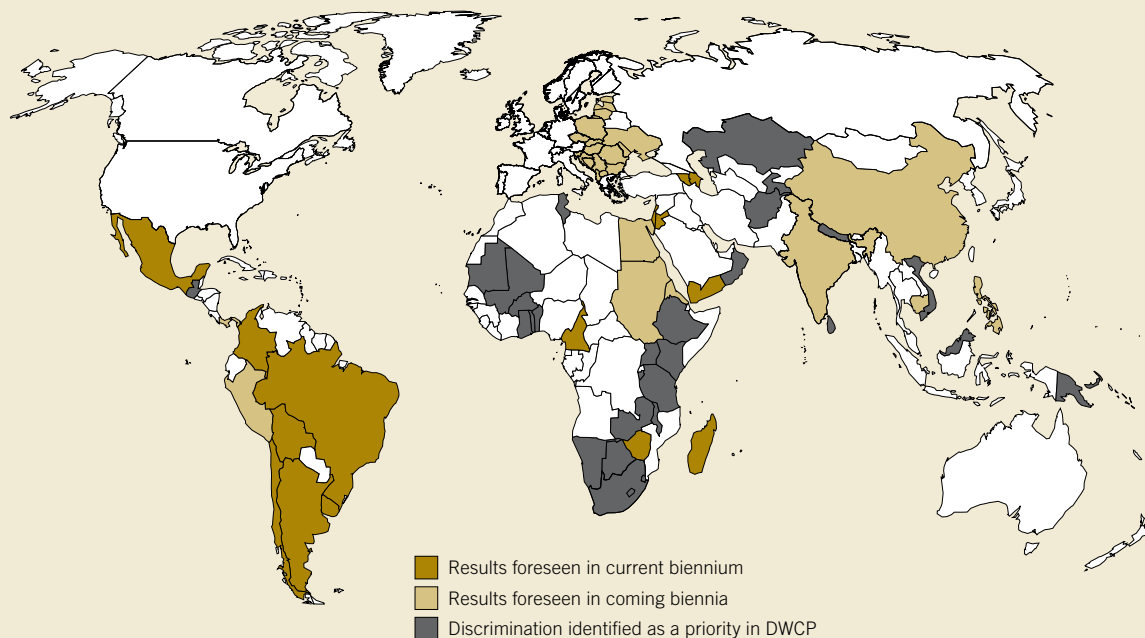 Results foreseen in current biennium
Results foreseen in coming biennia
Discrimination identified as a priority in DWCP